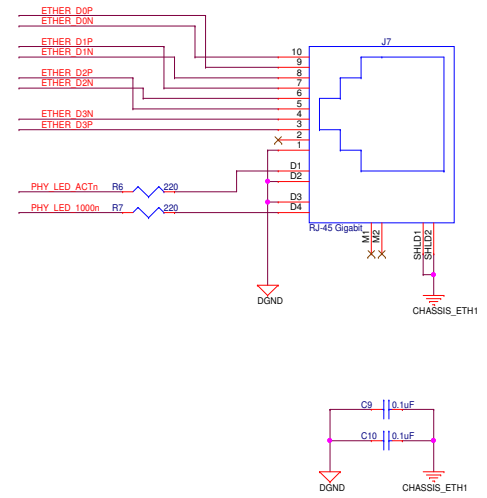 ETHER_D0P
ETHER_D0N
J7
ETHER_D1P
ETHER_D1N
10
9
8
ETHER_D2P
ETHER_D2N
7
6
5
ETHER_D3N
4
ETHER_D3P
3
2
1
D1
D2
PHY_LED_ACTn R6 220
D3
PHY_LED_1000n R7 220
D4
RJ-45 Gigabit
M1
M2
SHLD1
SHLD2
DGND
CHASSIS_ETH1
C9 0.1uF
C10 0.1uF
DGND
CHASSIS_ETH1